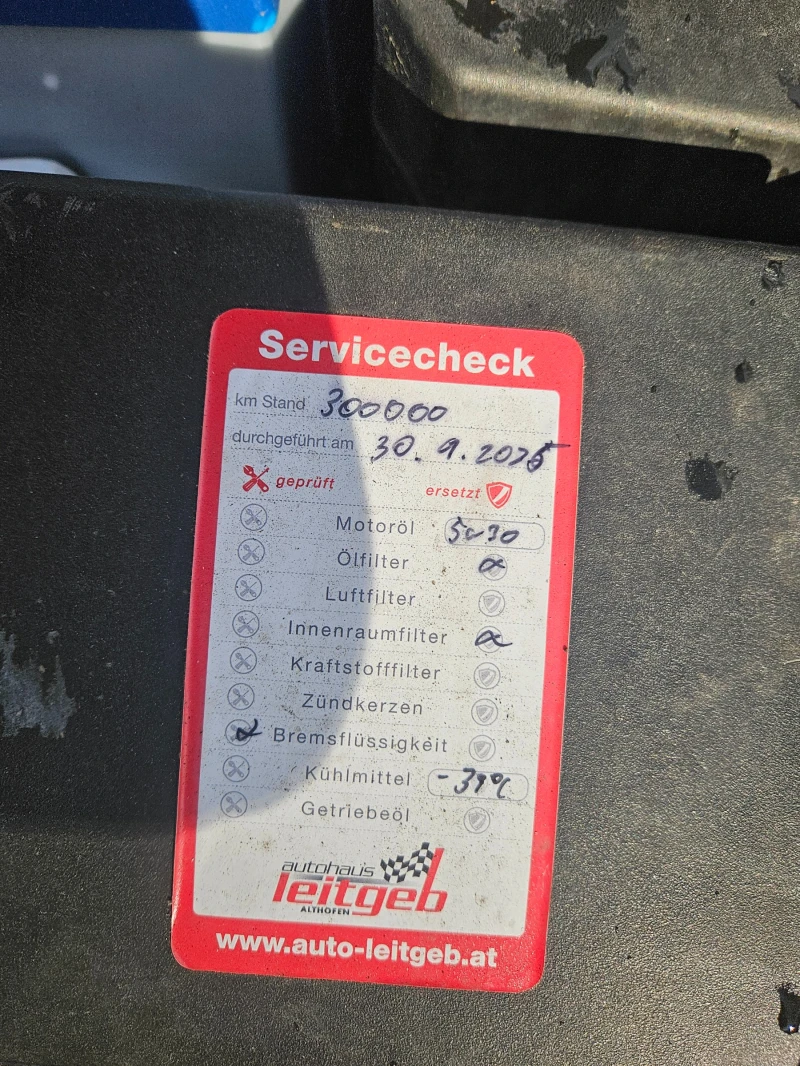 Servicecheck
km Stand 300000
durchgeführt am 30.9.2025
geprüft ersetzt
Motoröl 5w30
Ölfilter
Luftfilter
Innenraumfilter
Kraftstofffilter
Zündkerzen
Bremsflüssigkeit
Kühlmittel
Getriebeöl
autohaus
leitgeb
ALTHOFEN
www.auto-leitgeb.at